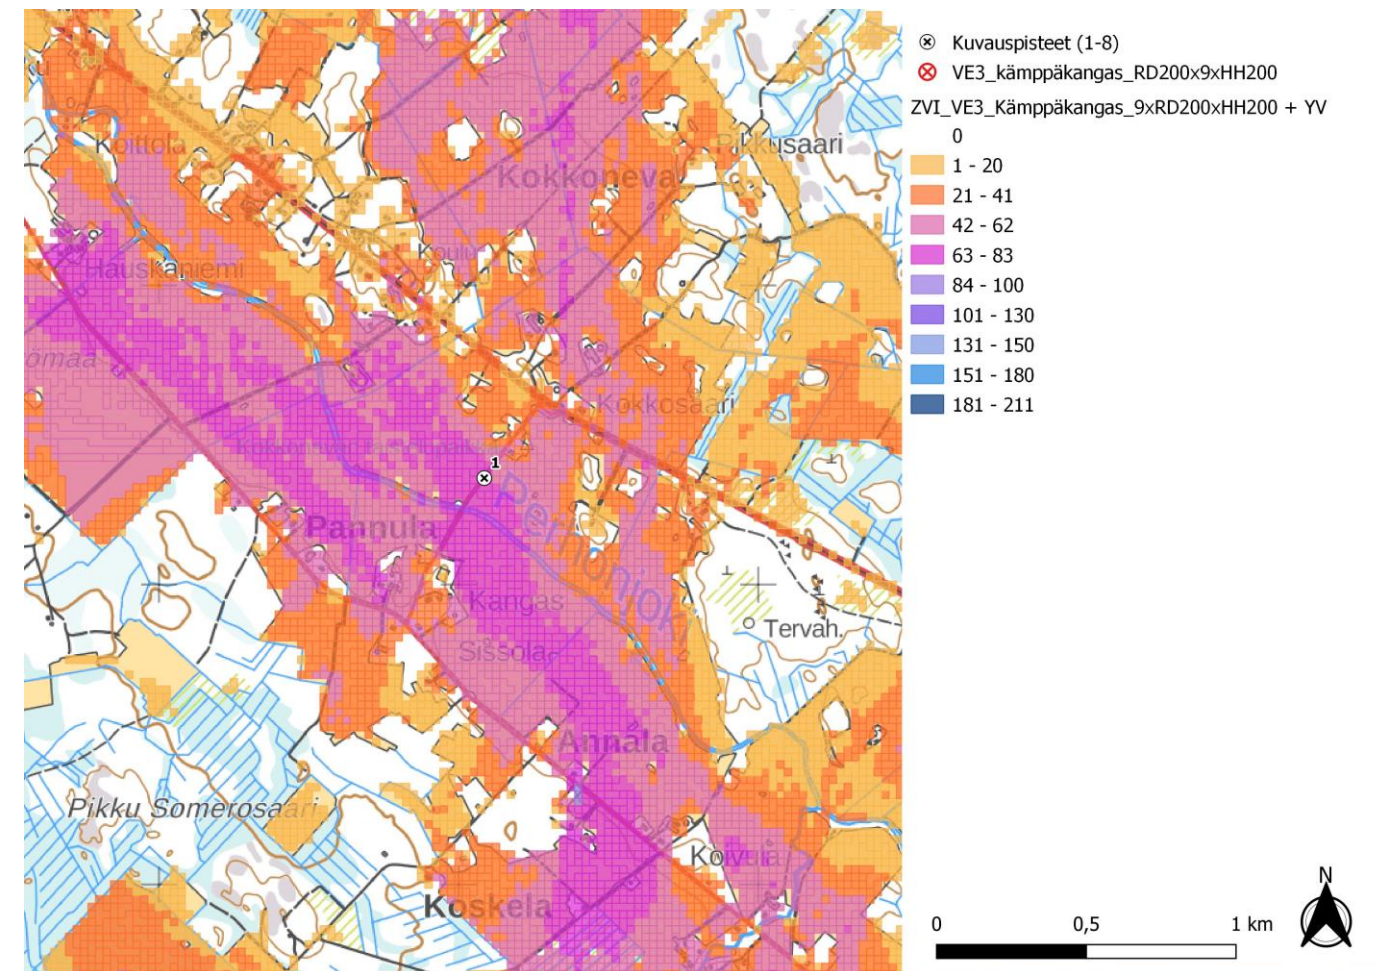 Kuvauspisteet (1-8)
VE3_kämppäkangas_RD200x9xHH200
ZVI_VE3_Kämppäkangas_9xRD200xHH200 + YV
0
1 - 20
21 - 41
42 - 62
63 - 83
84 - 100
101 - 130
131 - 150
151 - 180
181 - 211
Koittola
Pikkusaari
Kokkoneva
Koulu
Hauskaniemi
ömaa
Kokkosaari
1
Perhonjoki
Pannula
Kangas
Tervah.
Sissola
Annala
Pikku Somerosaari
Koivula
Koskela
N
0 0,5 1 km